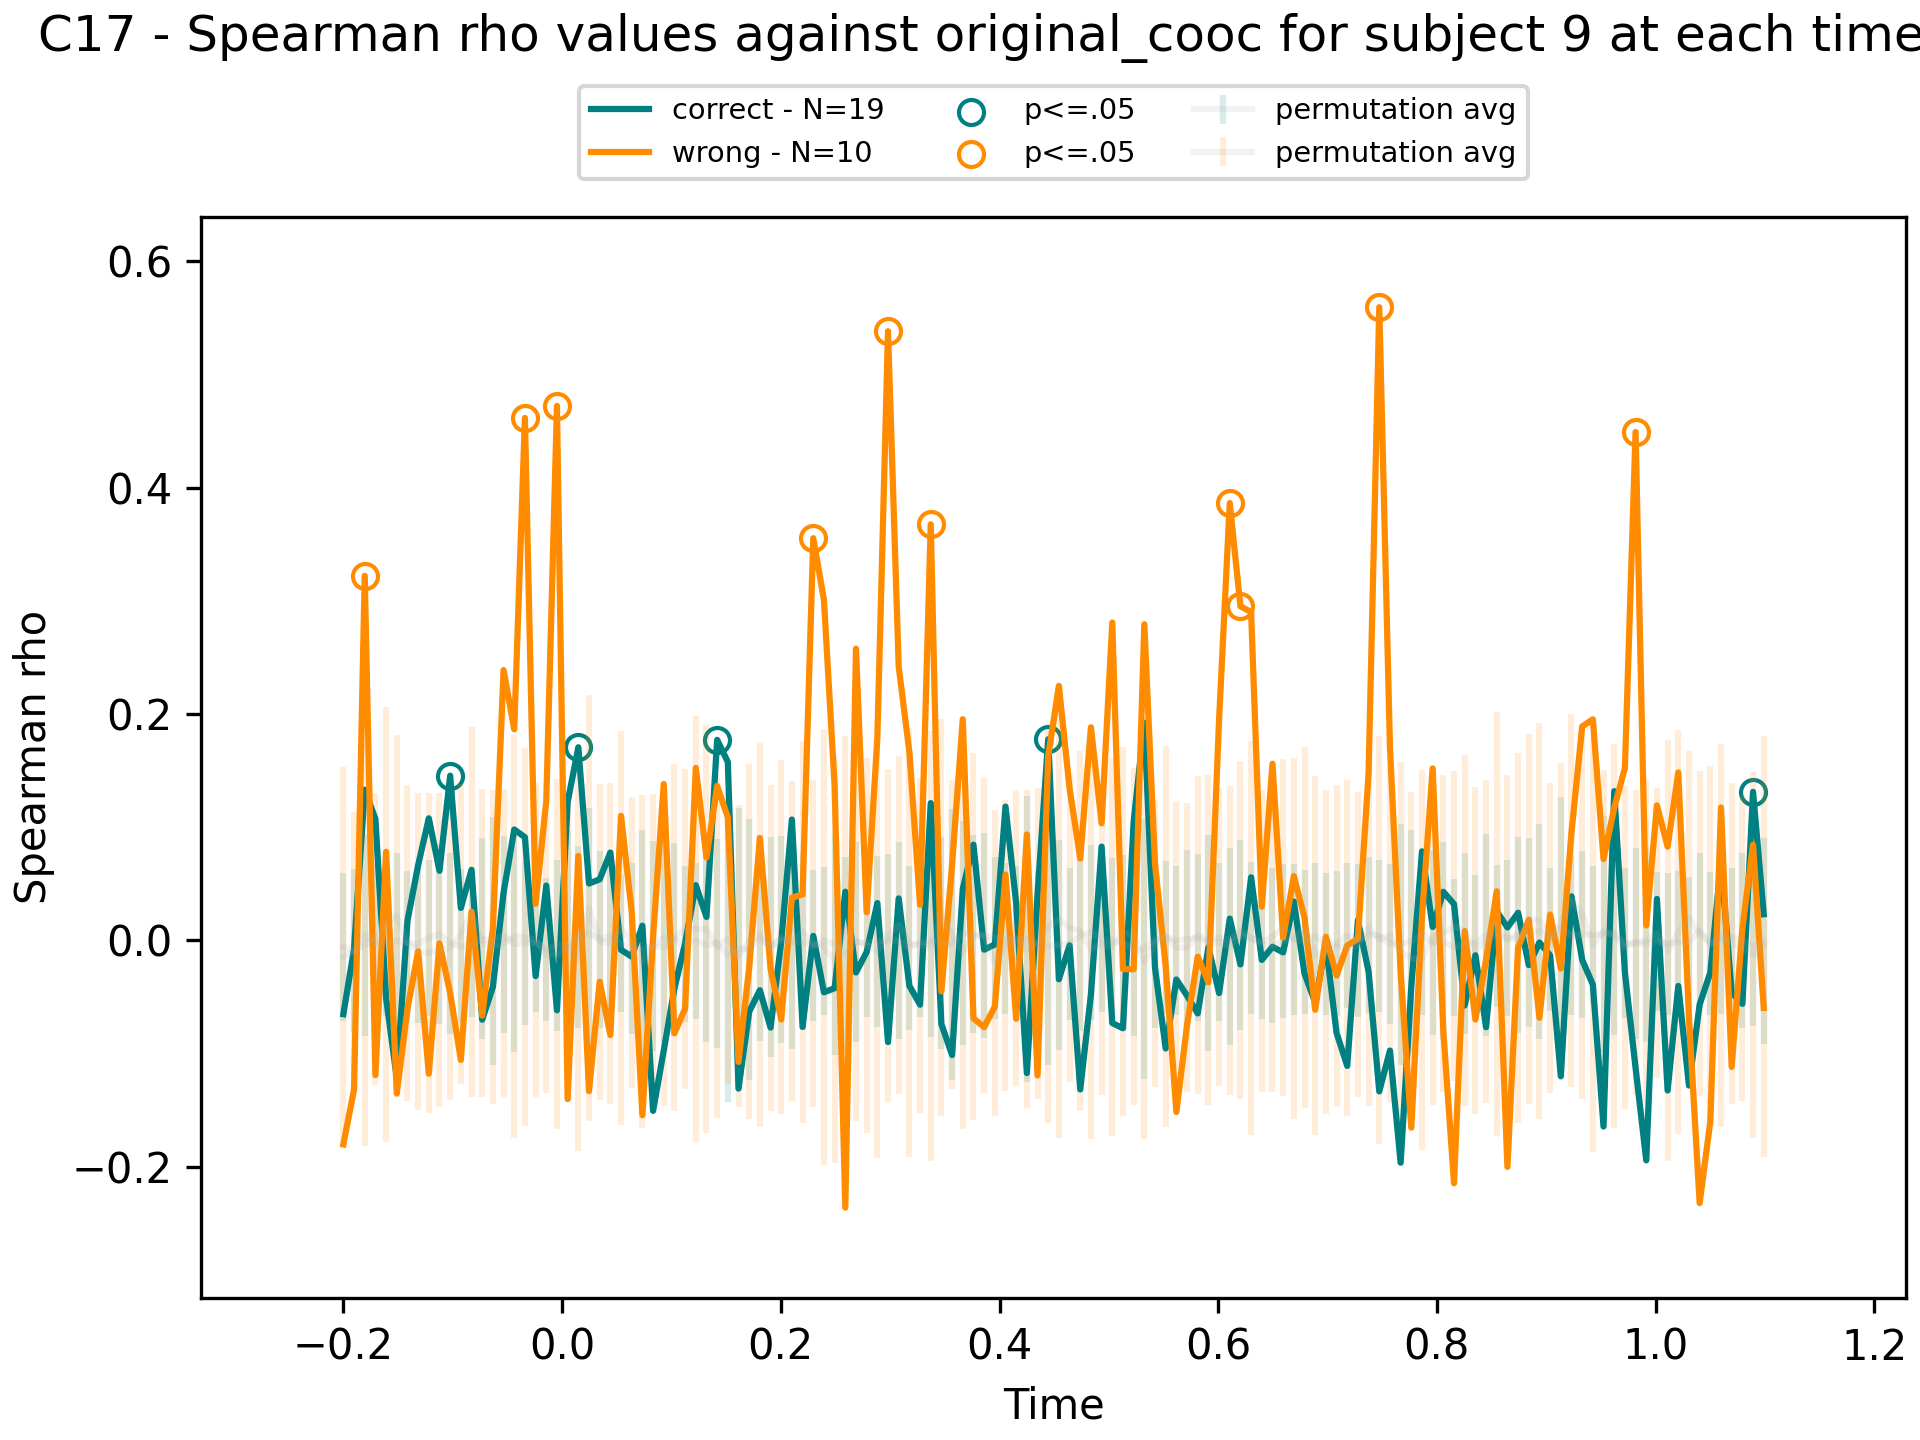 C17 - Spearman rho values against original_cooc for subject 9 at each time
correct - N=19
wrong - N=10
p<=.05
p<=.05
permutation avg
permutation avg
Spearman rho
0.6
0.4
0.2
0.0
−0.2
−0.2
0.0
0.2
0.4
0.6
0.8
1.0
1.2
Time